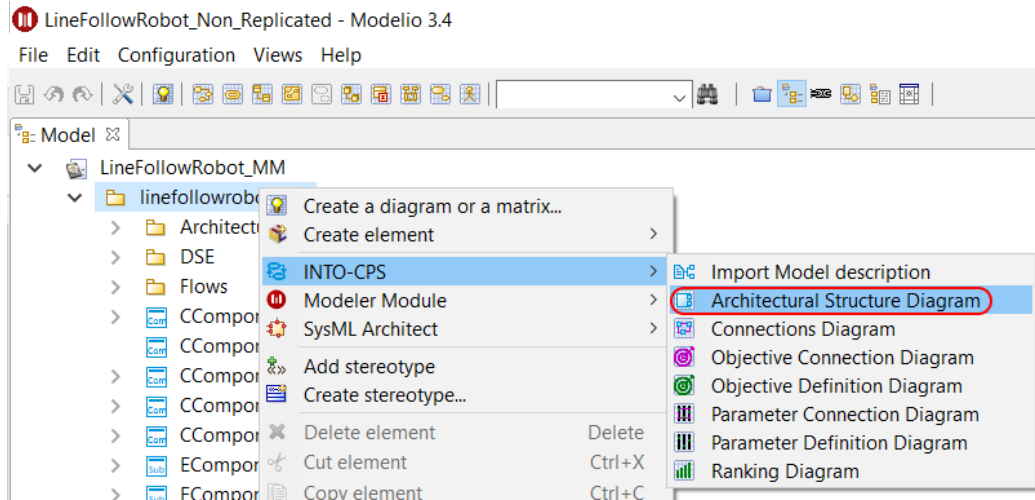 LineFollowRobot_Non_Replicated - Modelio 3.4
File Edit Configuration Views Help
Model
LineFollowRobot_MM
linefollowrobo
Create a diagram or a matrix...
Architectu
Create element
DSE
INTO-CPS
Import Model description
Flows
Modeler Module
Architectural Structure Diagram
CCompor
SysML Architect
Connections Diagram
CCompor
Objective Connection Diagram
CCompor
Add stereotype
Objective Definition Diagram
CCompor
Create stereotype...
Parameter Connection Diagram
CCompor
Delete element Delete
Parameter Definition Diagram
ECompor
Cut element Ctrl+X
Ranking Diagram
ECompor
Copy element Ctrl+C